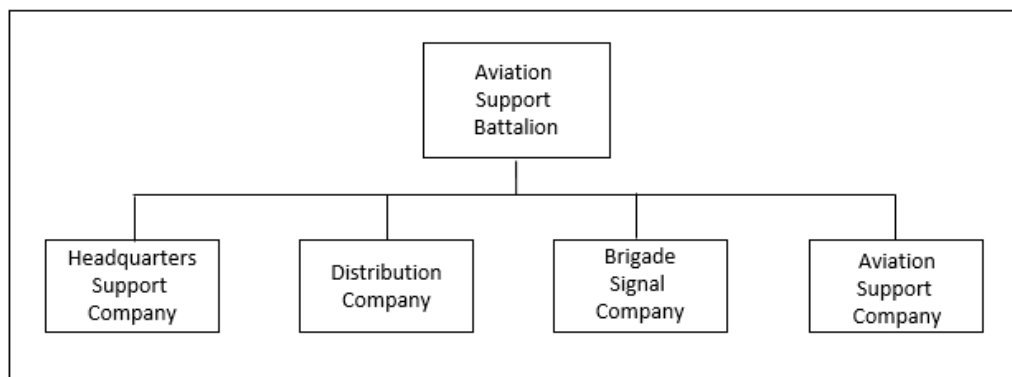 Aviation
Support
Battalion
Headquarters
Support
Company
Distribution
Company
Brigade
Signal
Company
Aviation
Support
Company